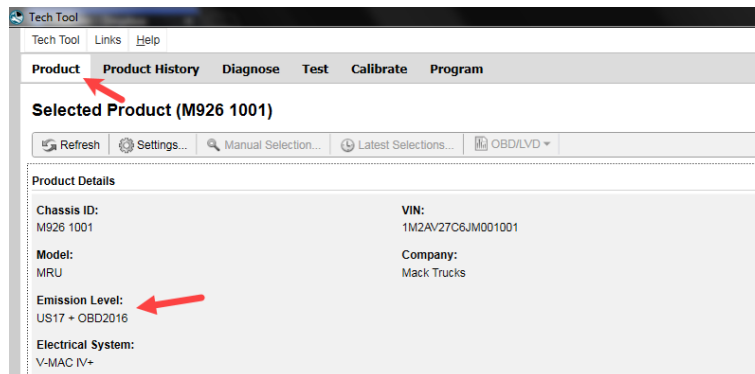 Tech Tool
Tech Tool Links Help
Product Product History Diagnose Test Calibrate Program
Selected Product (M926 1001)
Refresh Settings... Manual Selection... Latest Selections... OBD/LVD
Product Details
Chassis ID: VIN:
M926 1001 1M2AV27C6JM001001
Model: Company:
MRU Mack Trucks
Emission Level:
US17 + OBD2016
Electrical System:
V-MAC IV+